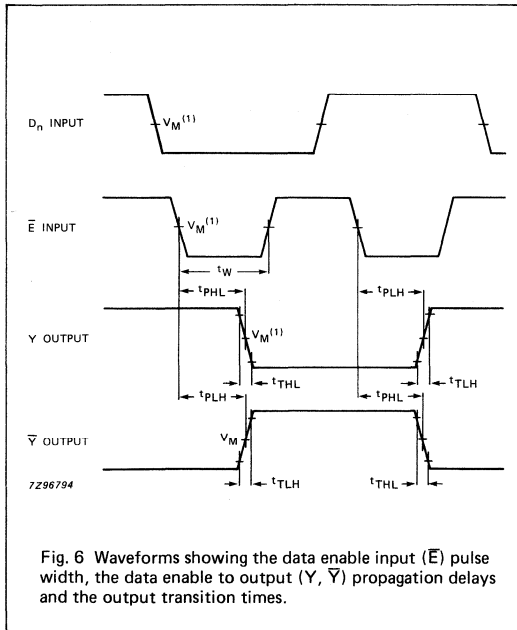 Dn INPUT
VM(1)
E̅ INPUT
VM(1)
tW
tPHL
tPLH
Y OUTPUT
VM(1)
tTHL
tTLH
tPLH
tPHL
Y̅ OUTPUT
VM
7Z96794
tTLH
tTHL
Fig. 6 Waveforms showing the data enable input (E̅) pulse
width, the data enable to output (Y, Y̅) propagation delays
and the output transition times.